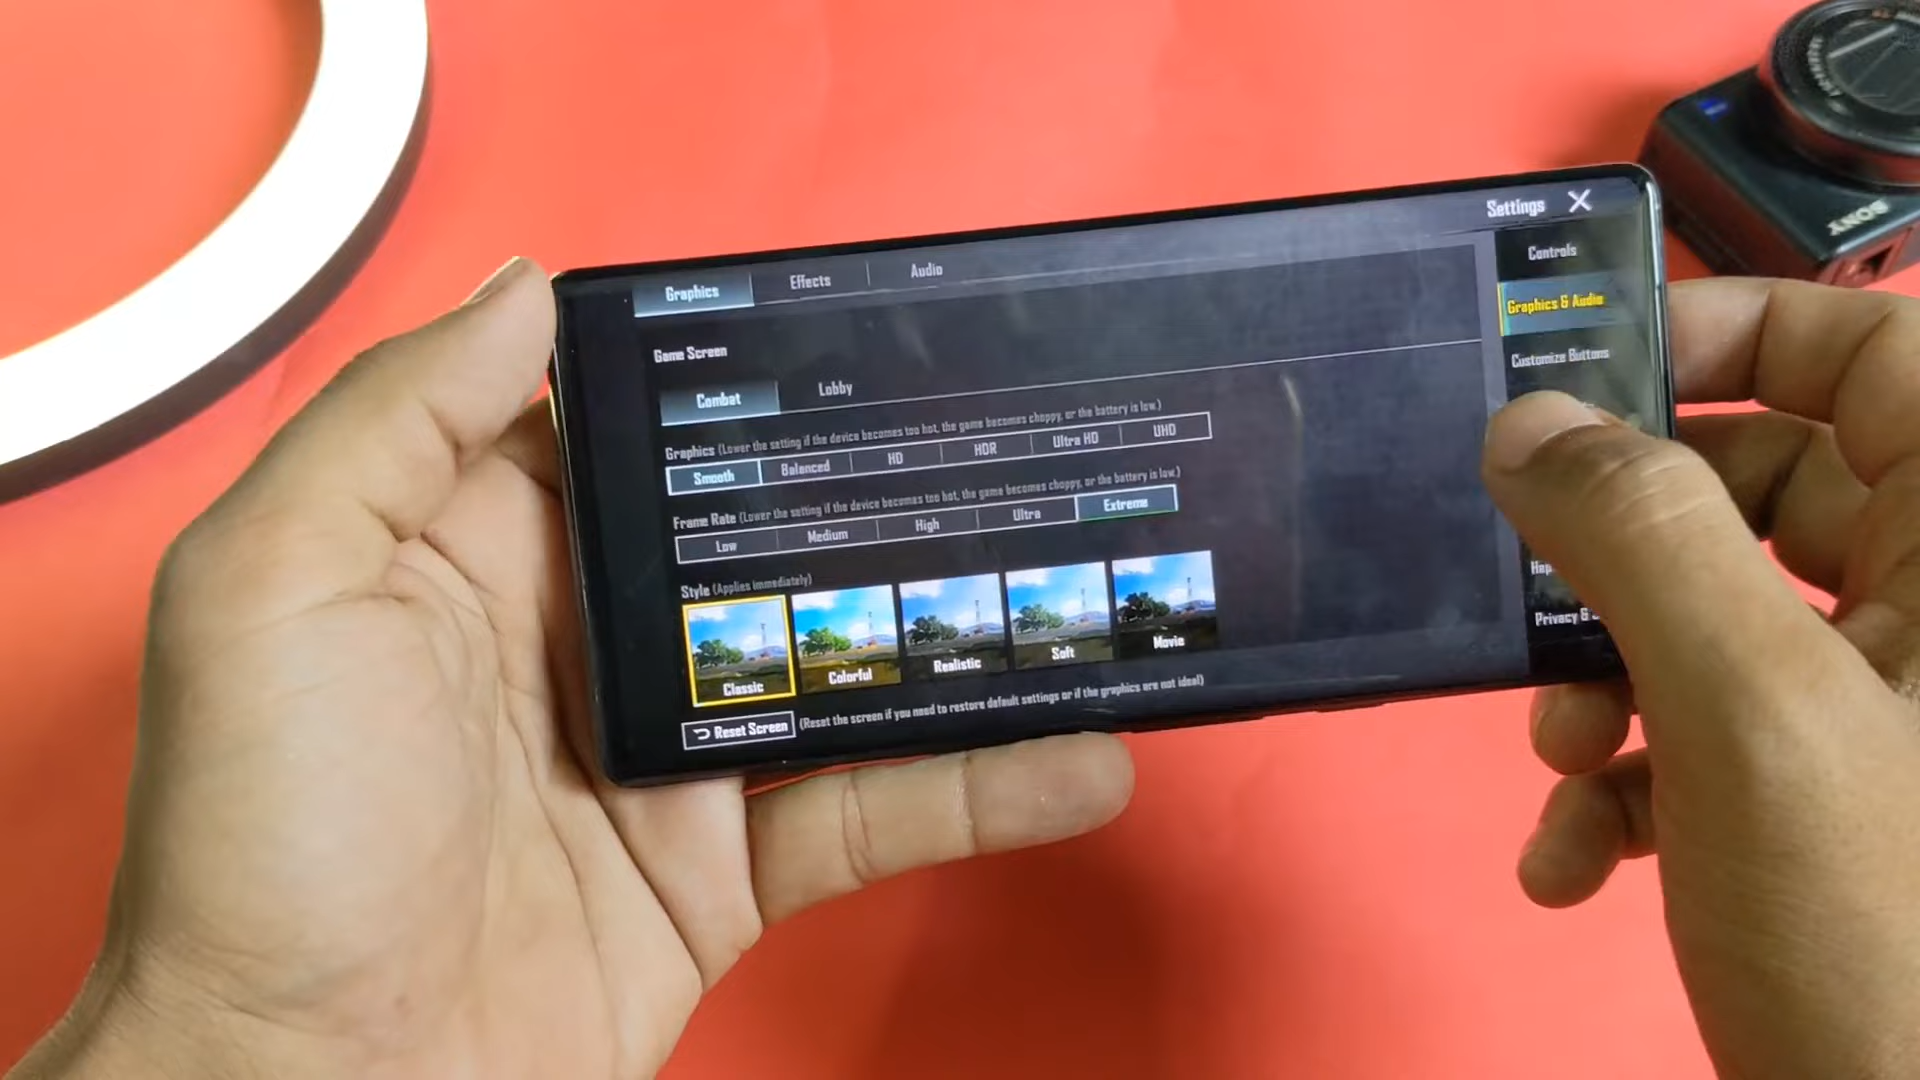 Settings X
Graphics Effects Audio
Controls
Graphics & Audio
Customize Buttons
Game Screen
Combat Lobby
Graphics (Lower the setting if the device becomes too hot, the game becomes choppy, or the battery is low.)
Smooth Balanced HD HDR Ultra HD UHD
Frame Rate (Lower the setting if the device becomes too hot, the game becomes choppy, or the battery is low.)
Low Medium High Ultra Extreme
Style (Applies immediately)
Classic Colorful Realistic Soft Movie
Privacy &
Reset Screen (Reset the screen if you need to restore default settings or if the graphics are not ideal)
SONY